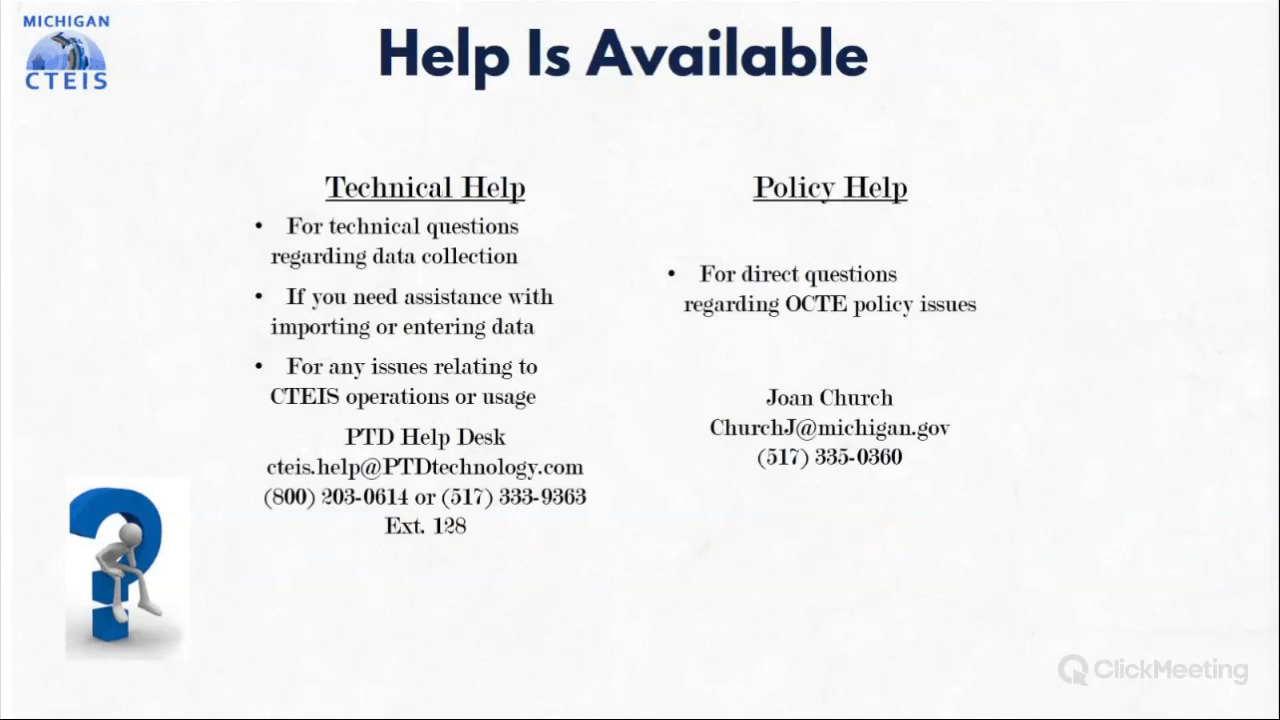 MICHIGAN
CTEIS
Help Is Available
Technical Help
• For technical questions
regarding data collection
• If you need assistance with
importing or entering data
• For any issues relating to
CTEIS operations or usage
PTD Help Desk
cteis.help@PTDtechnology.com
(800) 203-0614 or (517) 333-9363
Ext. 128
Policy Help
• For direct questions
regarding OCTE policy issues
Joan Church
ChurchJ@michigan.gov
(517) 335-0360
ClickMeeting